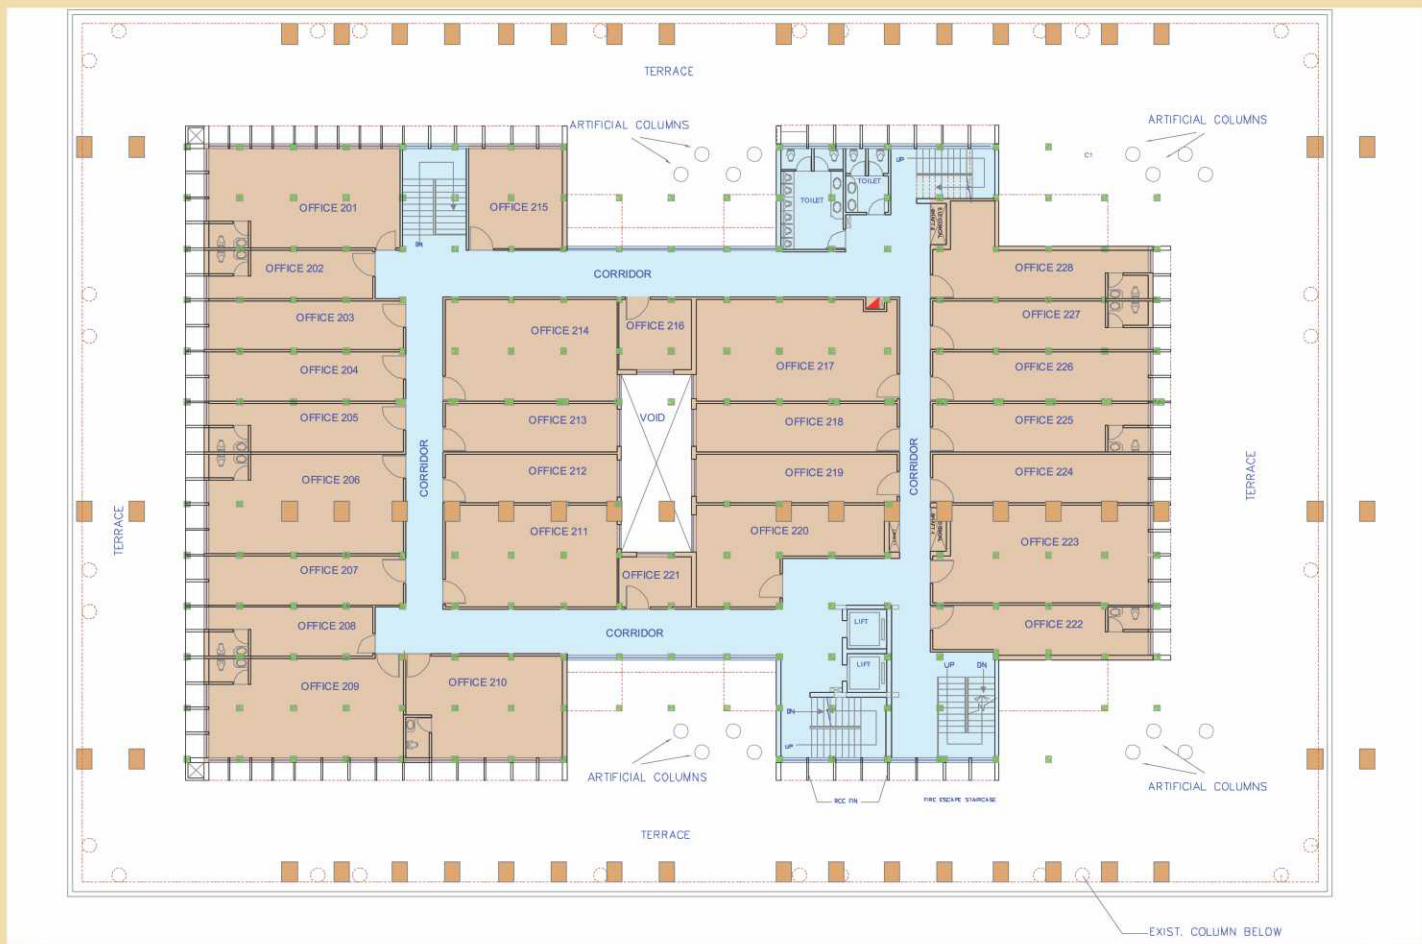 TERRACE
ARTIFICIAL COLUMNS
ARTIFICIAL COLUMNS
C1
UP
TOILET
TOILET
OFFICE 201
OFFICE 215
DN
OFFICE 202
CORRIDOR
OFFICE 228
OFFICE 203
OFFICE 214
OFFICE 216
OFFICE 227
OFFICE 204
OFFICE 217
OFFICE 226
OFFICE 205
OFFICE 213
VOID
OFFICE 218
OFFICE 225
OFFICE 206
CORRIDOR
OFFICE 212
OFFICE 219
CORRIDOR
OFFICE 224
TERRACE
TERRACE
OFFICE 211
OFFICE 220
OFFICE 223
OFFICE 207
OFFICE 221
OFFICE 208
CORRIDOR
LIFT
OFFICE 222
LIFT
UP
DN
OFFICE 209
OFFICE 210
DN
UP
ARTIFICIAL COLUMNS
ARTIFICIAL COLUMNS
RCC FIN
FIRE ESCAPE STAIRCASE
TERRACE
EXIST. COLUMN BELOW